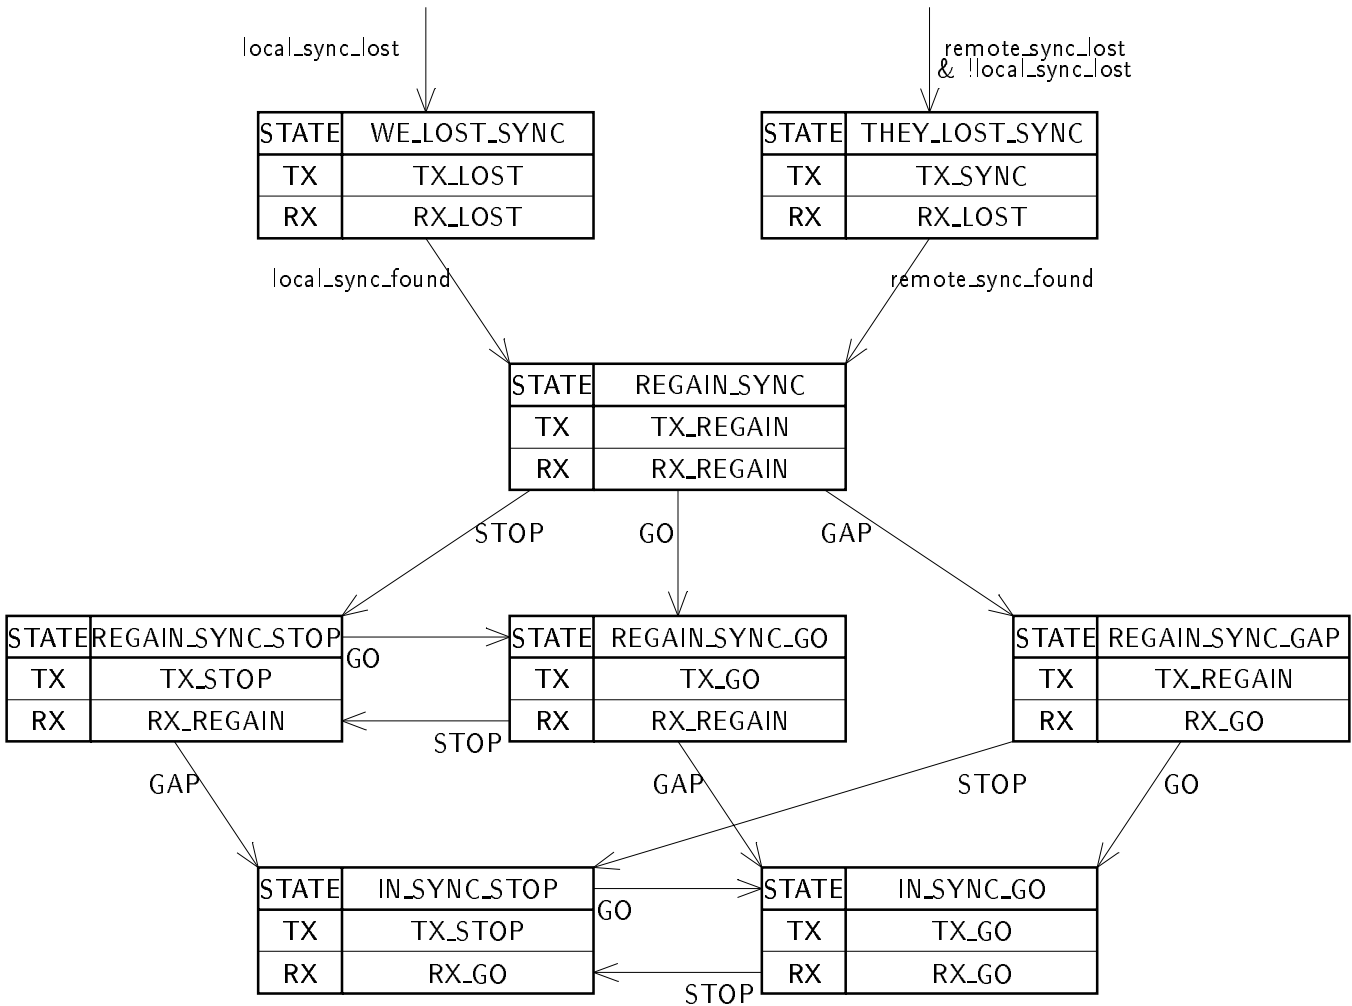 local_sync_lost
remote_sync_lost
& !local_sync_lost
STATE WE_LOST_SYNC
TX TX_LOST
RX RX_LOST
STATE THEY_LOST_SYNC
TX TX_SYNC
RX RX_LOST
local_sync_found
remote_sync_found
STATE REGAIN_SYNC
TX TX_REGAIN
RX RX_REGAIN
STOP
GO
GAP
STATE REGAIN_SYNC_STOP
TX TX_STOP
RX RX_REGAIN
GO
STOP
STATE REGAIN_SYNC_GO
TX TX_GO
RX RX_REGAIN
STATE REGAIN_SYNC_GAP
TX TX_REGAIN
RX RX_GO
GAP
GAP
STOP
GO
STATE IN_SYNC_STOP
TX TX_STOP
RX RX_GO
GO
STOP
STATE IN_SYNC_GO
TX TX_GO
RX RX_GO